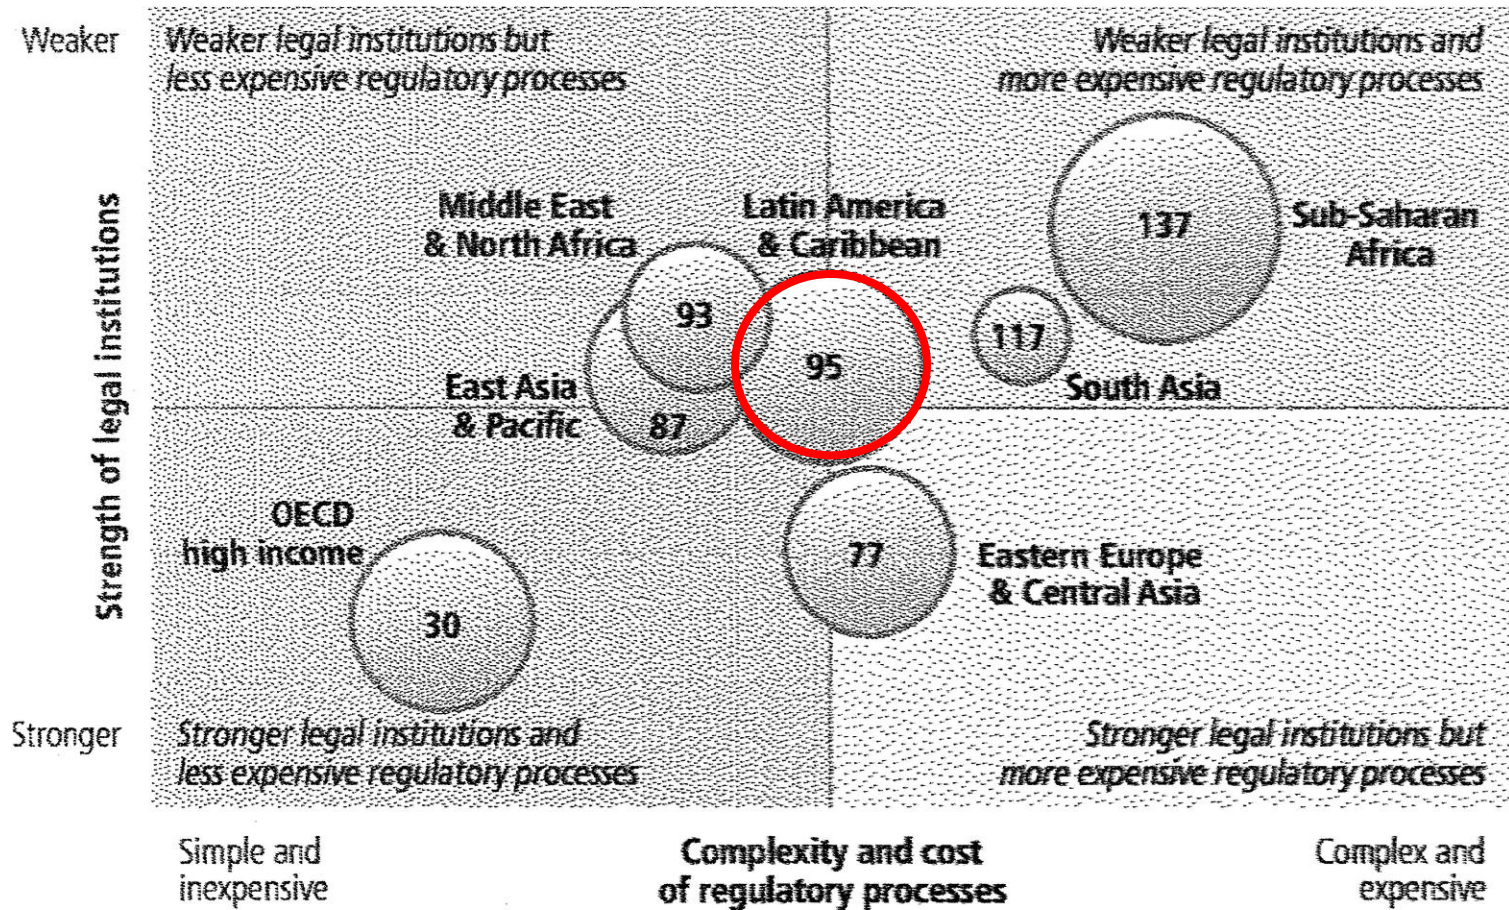 Weaker
Weaker legal institutions but
less expensive regulatory processes
Weaker legal institutions and
more expensive regulatory processes
Strength of legal institutions
Middle East
& North Africa
93
Latin America
& Caribbean
95
137
Sub-Saharan
Africa
117
South Asia
East Asia
& Pacific
87
OECD
high income
30
77
Eastern Europe
& Central Asia
Stronger
Stronger legal institutions and
less expensive regulatory processes
Stronger legal institutions but
more expensive regulatory processes
Simple and
inexpensive
Complexity and cost
of regulatory processes
Complex and
expensive